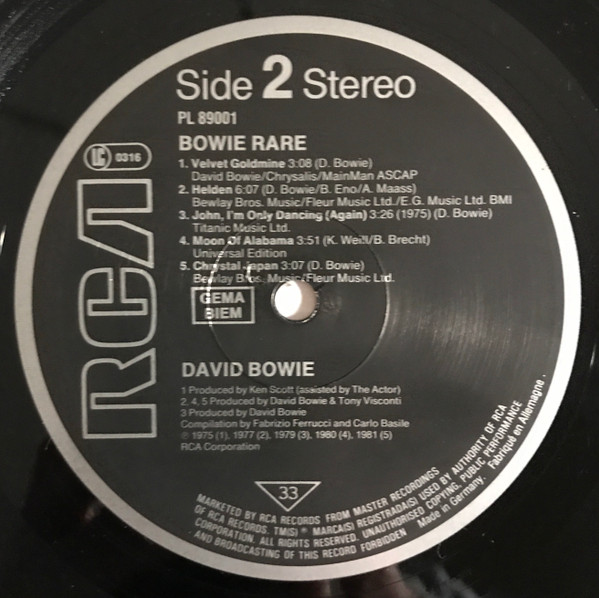 Side 2 Stereo
PL 89001
BOWIE RARE
LC 0316
1. Velvet Goldmine 3:08 (D. Bowie)
David Bowie/Chrysalis/MainMan ASCAP
2. Helden 6:07 (D. Bowie/B. Eno/A. Maass)
Bewlay Bros. Music/Fleur Music Ltd./E.G. Music Ltd. BMI
3. John, I'm Only Dancing (Again) 3:26 (1975) (D. Bowie)
Titanic Music Ltd.
4. Moon Of Alabama 3:51 (K. Weill/B. Brecht)
Universal Edition
5. Chrystal Japan 3:07 (D. Bowie)
Bewlay Bros. Music/Fleur Music Ltd.
GEMA
BIEM
RCA
DAVID BOWIE
1 Produced by Ken Scott (assisted by The Actor)
2, 4, 5 Produced by David Bowie & Tony Visconti
3 Produced by David Bowie
Compilation by Fabrizio Ferrucci and Carlo Basile
℗ 1975 (1), 1977 (2), 1979 (3), 1980 (4), 1981 (5)
RCA Corporation
33
MARKETED BY RCA RECORDS FROM MASTER RECORDINGS
OF RCA RECORDS. TM(S) ® MARCA(S) REGISTRADA(S) USED BY AUTHORITY OF RCA
CORPORATION. ALL RIGHTS RESERVED. UNAUTHORISED COPYING, PUBLIC PERFORMANCE
AND BROADCASTING OF THIS RECORD FORBIDDEN Made in Germany. Fabriqué en Allemagne.